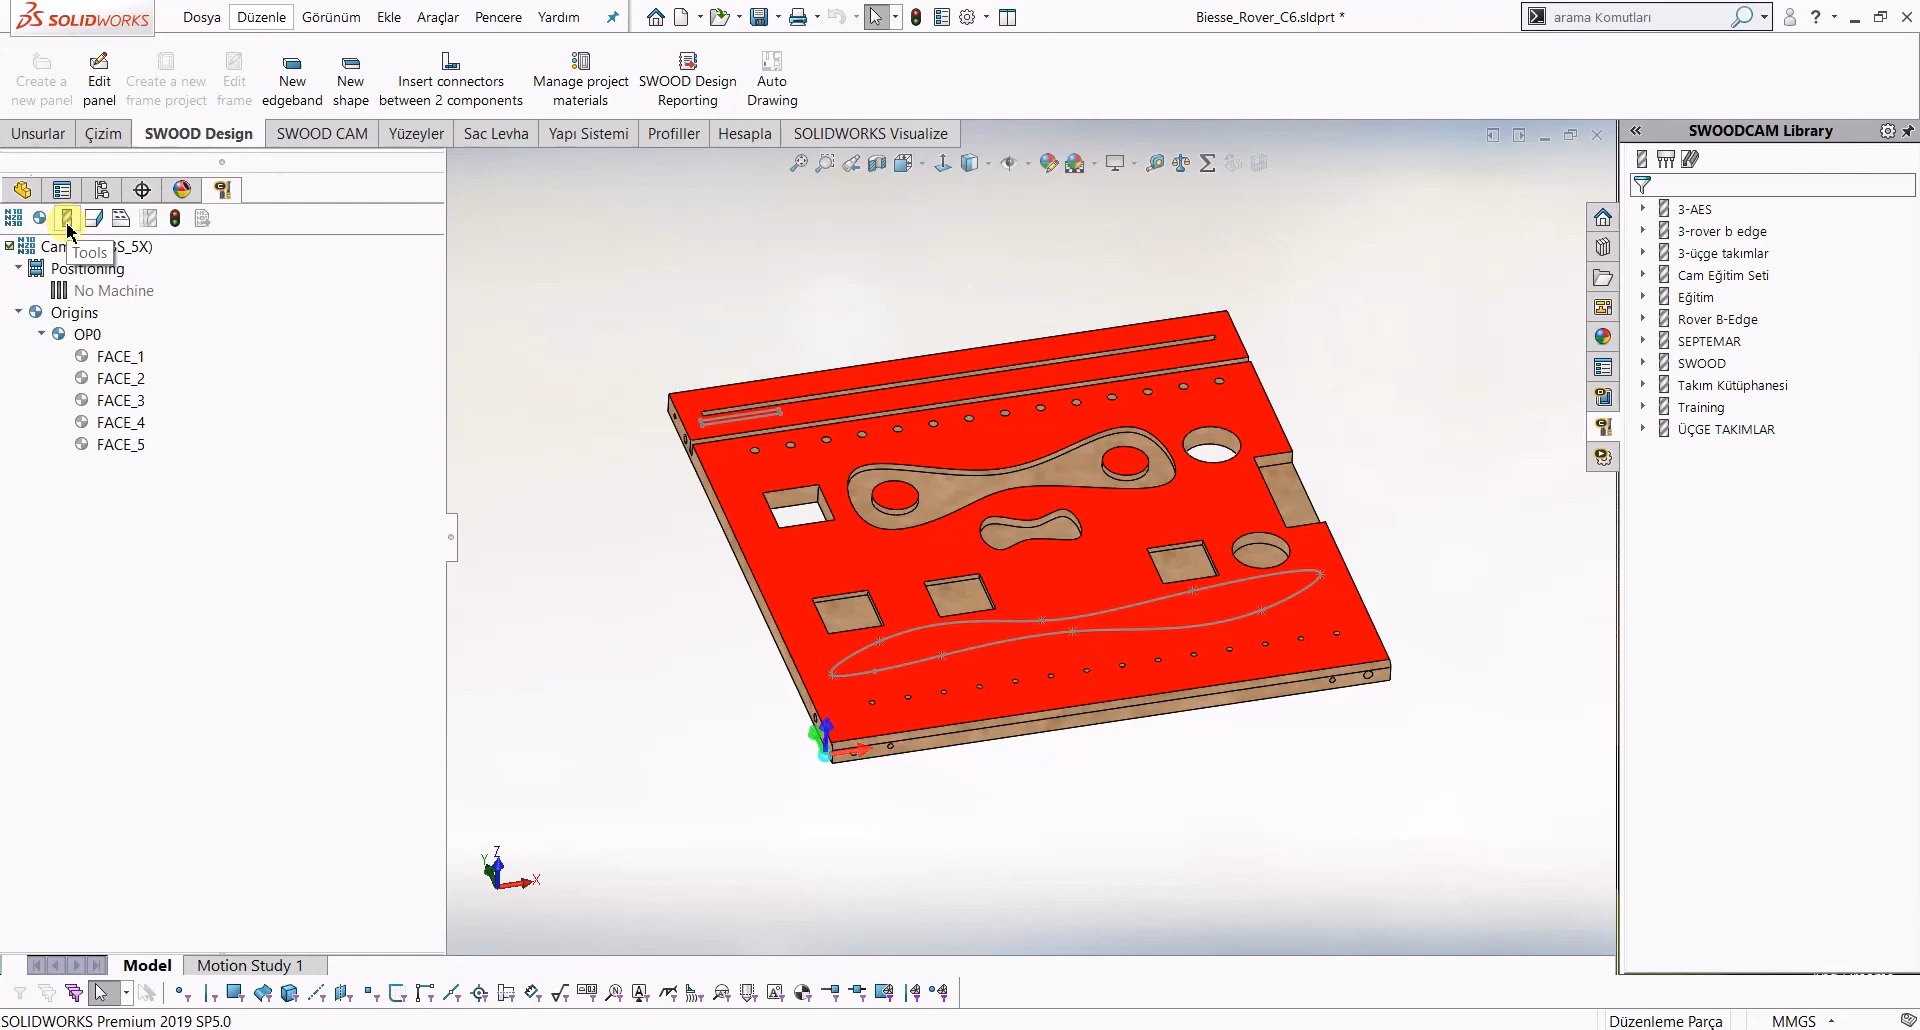 SOLIDWORKS
Dosya
Düzenle
Görünüm
Ekle
Araçlar
Pencere
Yardım
Biesse_Rover_C6.sldprt *
arama Komutları
Create a new panel
Edit panel
Create a new frame project
Edit frame
New edgeband
New shape
Insert connectors between 2 components
Manage project materials
SWOOD Design Reporting
Auto Drawing
Unsurlar
Çizim
SWOOD Design
SWOOD CAM
Yüzeyler
Sac Levha
Yapı Sistemi
Profiller
Hesapla
SOLIDWORKS Visualize
SWOODCAM Library
Tools
Positioning
No Machine
Origins
OP0
FACE_1
FACE_2
FACE_3
FACE_4
FACE_5
3-AES
3-rover b edge
3-üçge takımlar
Cam Eğitim Seti
Eğitim
Rover B-Edge
SEPTEMAR
SWOOD
Takım Kütüphanesi
Training
ÜÇGE TAKIMLAR
Z
Y
X
Model
Motion Study 1
SOLIDWORKS Premium 2019 SP5.0
Düzenleme Parça
MMGS